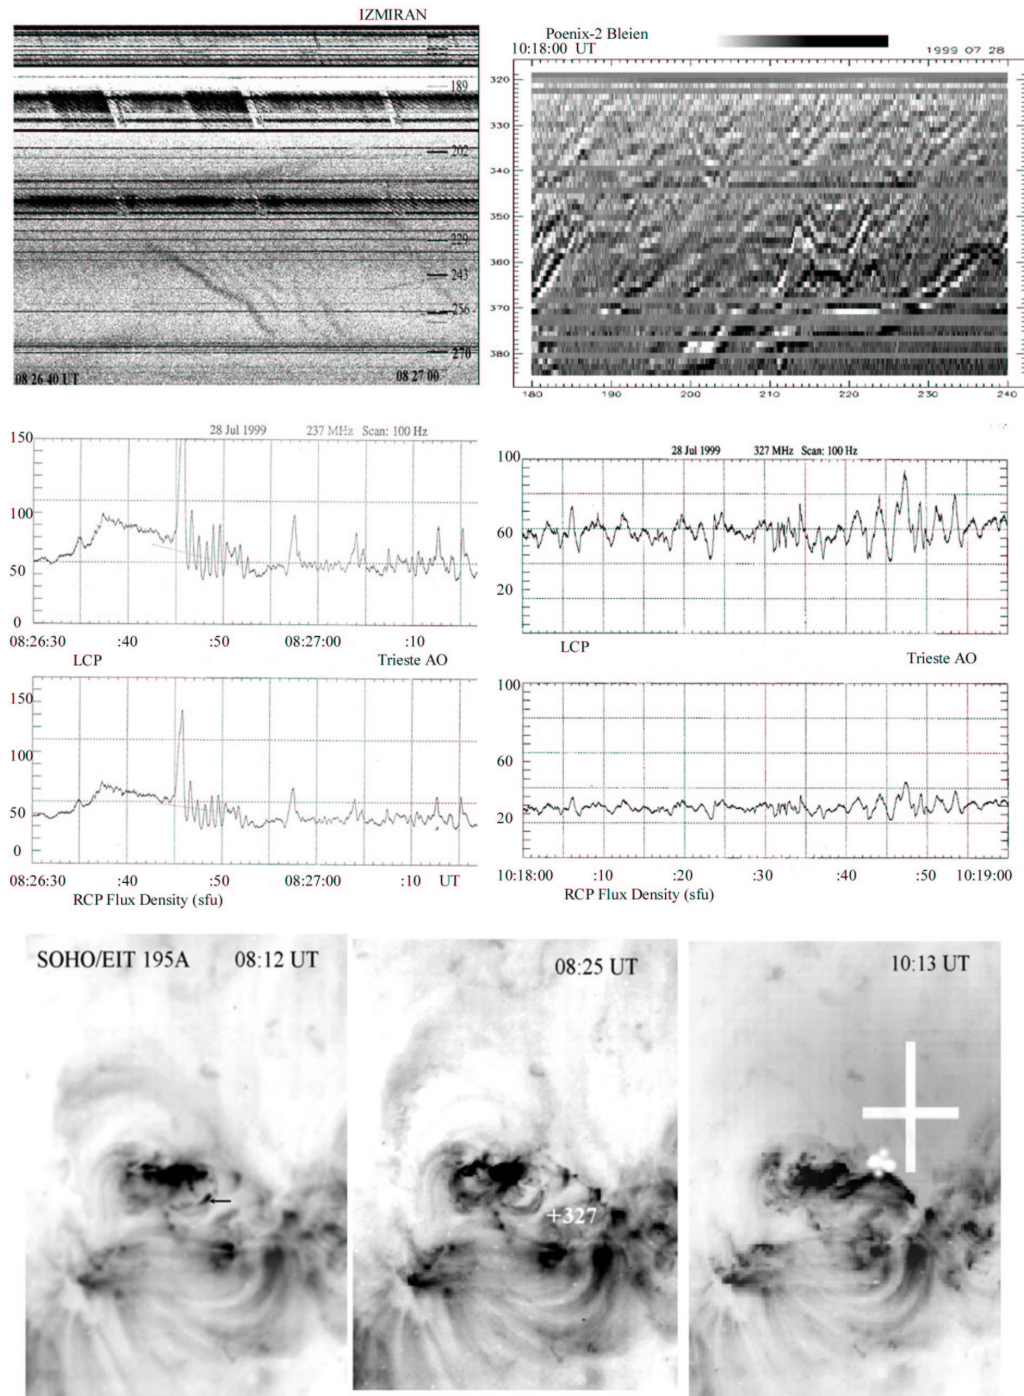 IZMIRAN
189
202
229
243
256
270
08 26 40 UT
08 27 00
Poenix-2 Bleien
10:18:00 UT
1999 07 28
320
340
350
360
370
380
180
190
200
210
220
230
240
28 Jul 1999 237 MHz Scan: 100 Hz
150
100
50
0
08:26:30 :40 :50 08:27:00 :10
LCP Trieste AO
150
100
50
0
08:26:30 :40 :50 08:27:00 :10 UT
RCP Flux Density (sfu)
28 Jul 1999 327 MHz Scan: 100 Hz
100
60
20
LCP
Trieste AO
100
60
20
10:18:00 :10 :20 :30 :40 :50 10:19:00
RCP Flux Density (sfu)
SOHO/EIT 195A 08:12 UT
08:25 UT
+327
10:13 UT